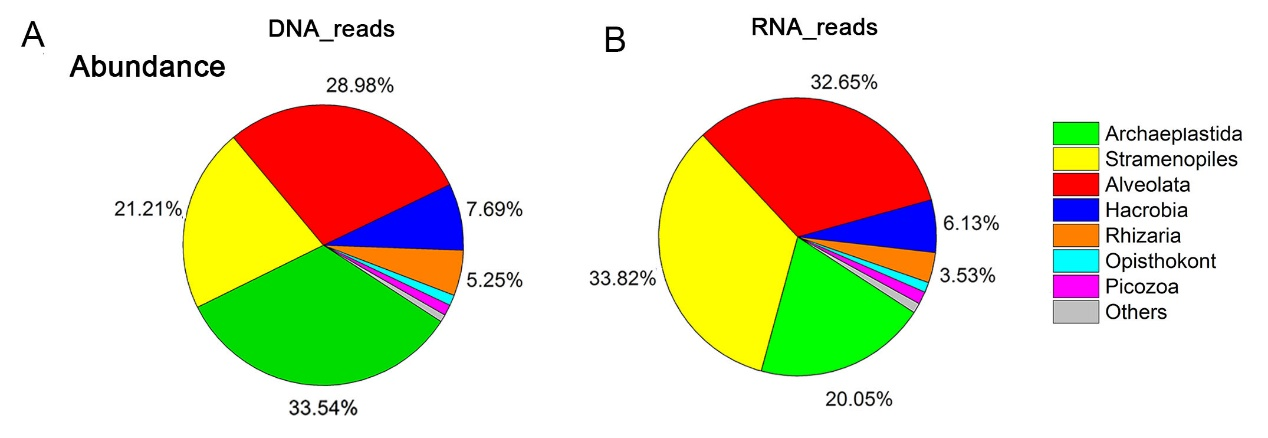 A
DNA_reads
Abundance
28.98%
21.21%
7.69%
5.25%
33.54%
B
RNA_reads
32.65%
33.82%
6.13%
3.53%
20.05%
Archaeplastida
Stramenopiles
Alveolata
Hacrobia
Rhizaria
Opisthokont
Picozoa
Others